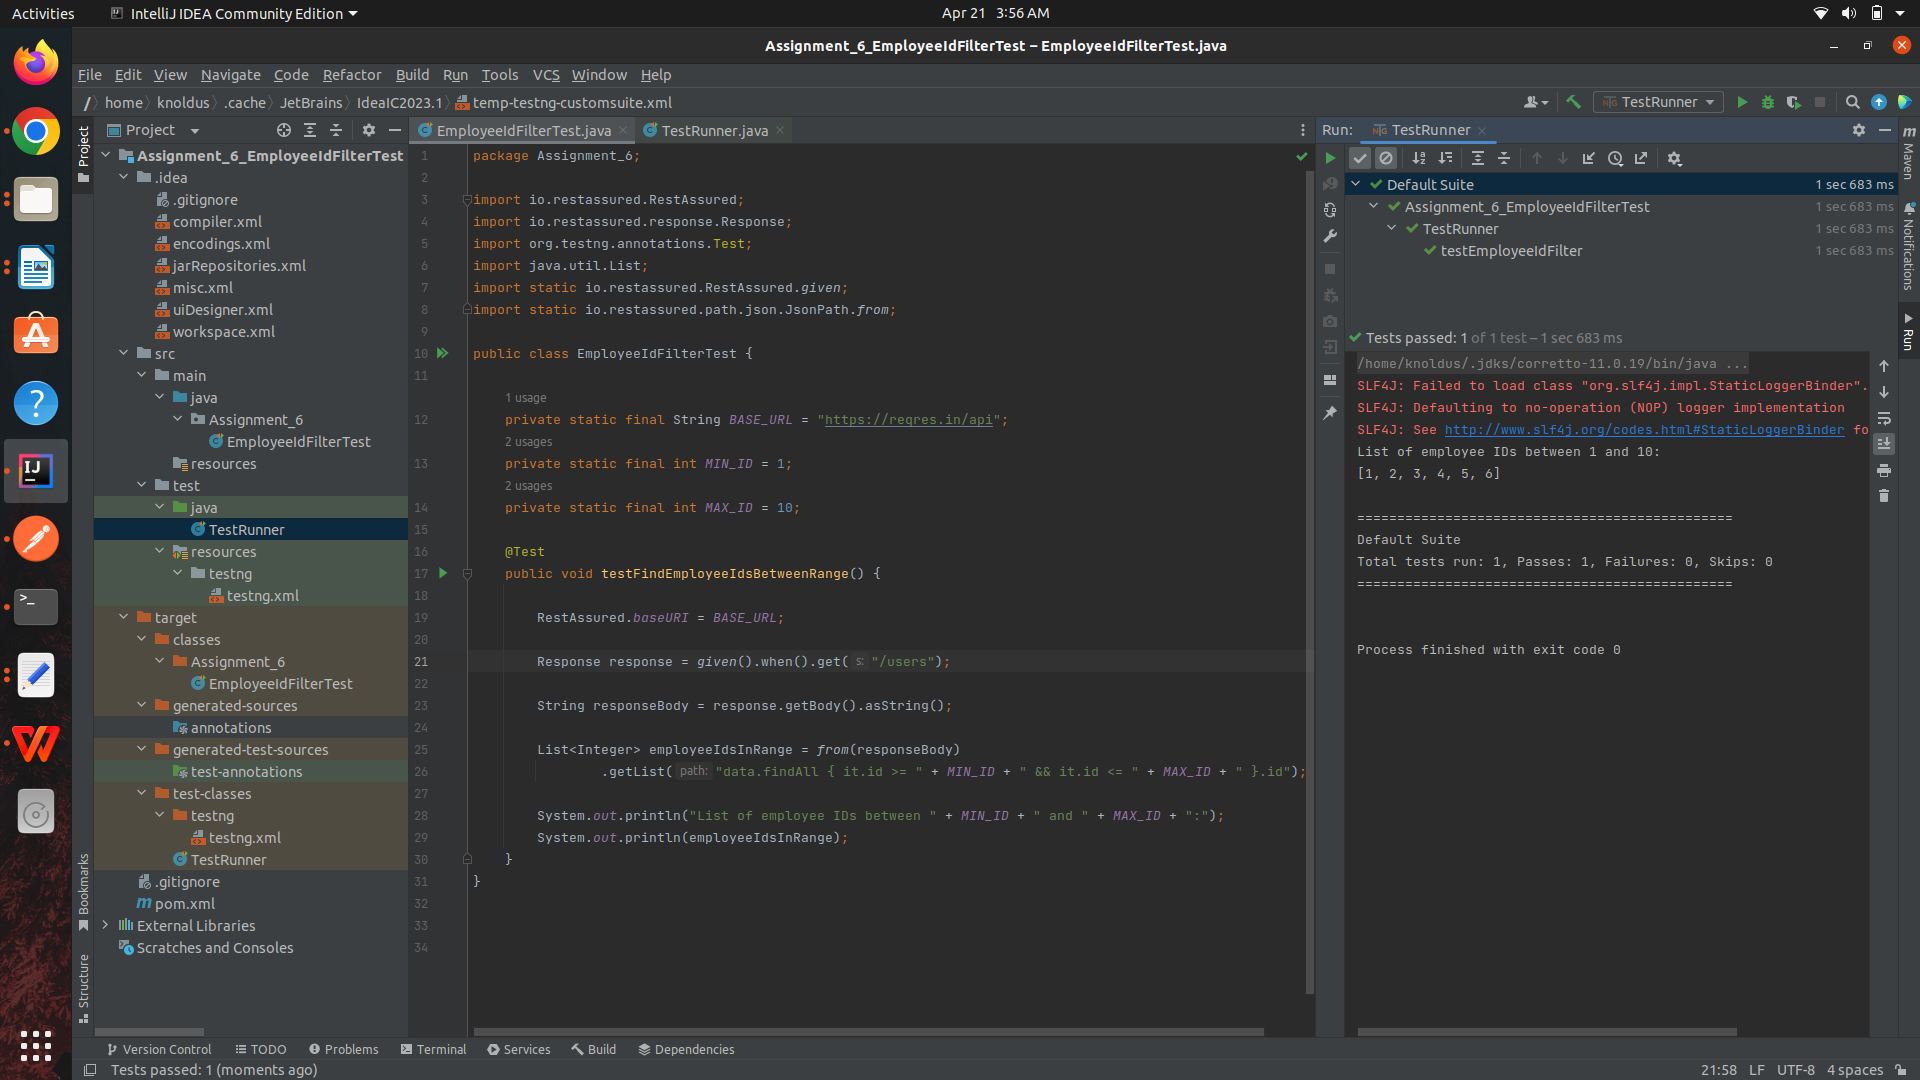 Activities
IntelliJ IDEA Community Edition
Apr 21 3:56 AM
Assignment_6_EmployeeIdFilterTest – EmployeeIdFilterTest.java
File Edit View Navigate Code Refactor Build Run Tools VCS Window Help
/ home knoldus .cache JetBrains IdeaIC2023.1 temp-testng-customsuite.xml
TestRunner
Project
Project
Assignment_6_EmployeeIdFilterTest
.idea
.gitignore
compiler.xml
encodings.xml
jarRepositories.xml
misc.xml
uiDesigner.xml
workspace.xml
src
main
java
Assignment_6
EmployeeIdFilterTest
resources
test
java
TestRunner
resources
testng
testng.xml
target
classes
Assignment_6
EmployeeIdFilterTest
generated-sources
annotations
generated-test-sources
test-annotations
test-classes
testng
testng.xml
TestRunner
.gitignore
pom.xml
External Libraries
Scratches and Consoles
Bookmarks
Structure
EmployeeIdFilterTest.java
TestRunner.java
1 package Assignment_6;
2
3 import io.restassured.RestAssured;
4 import io.restassured.response.Response;
5 import org.testng.annotations.Test;
6 import java.util.List;
7 import static io.restassured.RestAssured.given;
8 import static io.restassured.path.json.JsonPath.from;
9
10 public class EmployeeIdFilterTest {
11
1 usage
12 private static final String BASE_URL = "https://reqres.in/api";
2 usages
13 private static final int MIN_ID = 1;
2 usages
14 private static final int MAX_ID = 10;
15
16 @Test
17 public void testFindEmployeeIdsBetweenRange() {
18
19 RestAssured.baseURI = BASE_URL;
20
21 Response response = given().when().get( s: "/users");
22
23 String responseBody = response.getBody().asString();
24
25 List<Integer> employeeIdsInRange = from(responseBody)
26 .getList( path: "data.findAll { it.id >= " + MIN_ID + " && it.id <= " + MAX_ID + " }.id");
27
28 System.out.println("List of employee IDs between " + MIN_ID + " and " + MAX_ID + ":");
29 System.out.println(employeeIdsInRange);
30 }
31 }
32
33
34
Run: TestRunner
Default Suite 1 sec 683 ms
Assignment_6_EmployeeIdFilterTest 1 sec 683 ms
TestRunner 1 sec 683 ms
testEmployeeIdFilter 1 sec 683 ms
Tests passed: 1 of 1 test – 1 sec 683 ms
/home/knoldus/.jdks/corretto-11.0.19/bin/java ...
SLF4J: Failed to load class "org.slf4j.impl.StaticLoggerBinder".
SLF4J: Defaulting to no-operation (NOP) logger implementation
SLF4J: See http://www.slf4j.org/codes.html#StaticLoggerBinder fo
List of employee IDs between 1 and 10:
[1, 2, 3, 4, 5, 6]
===============================================
Default Suite
Total tests run: 1, Passes: 1, Failures: 0, Skips: 0
===============================================
Process finished with exit code 0
m Maven
Notifications
Run
Version Control TODO Problems Terminal Services Build Dependencies
Tests passed: 1 (moments ago)
21:58 LF UTF-8 4 spaces